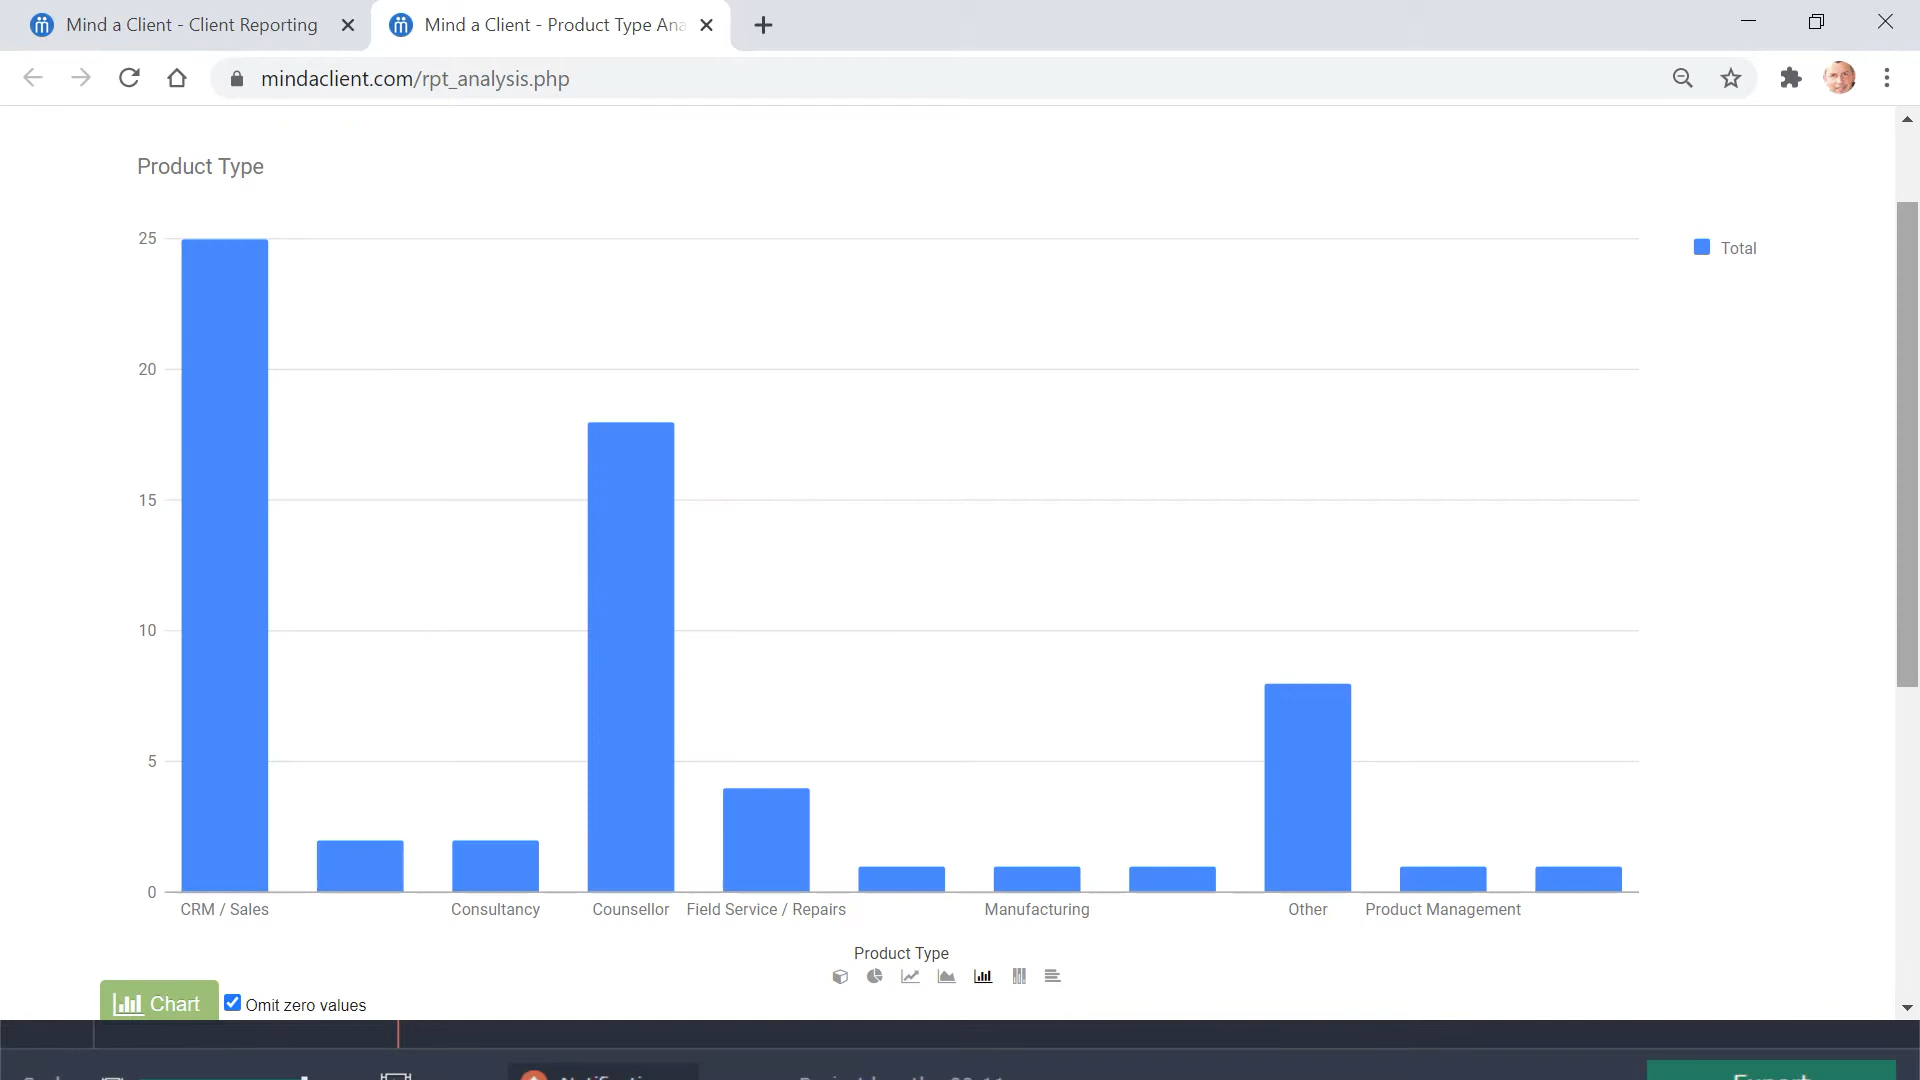 Mind a Client - Client Reporting
Mind a Client - Product Type Ana
mindaclient.com/rpt_analysis.php
Product Type
25
Total
20
15
10
5
0
CRM / Sales Consultancy Counsellor Field Service / Repairs Manufacturing Other Product Management
Product Type
Chart Omit zero values